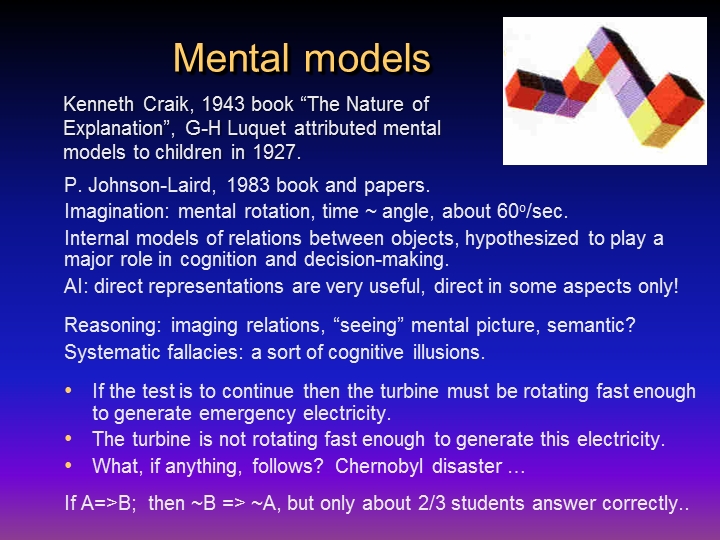 Mental models
Kenneth Craik, 1943 book “The Nature of
Explanation”, G-H Luquet attributed mental
models to children in 1927.
P. Johnson-Laird, 1983 book and papers.
Imagination: mental rotation, time ~ angle, about 60º/sec.
Internal models of relations between objects, hypothesized to play a
major role in cognition and decision-making.
AI: direct representations are very useful, direct in some aspects only!
Reasoning: imaging relations, “seeing” mental picture, semantic?
Systematic fallacies: a sort of cognitive illusions.
• If the test is to continue then the turbine must be rotating fast enough
to generate emergency electricity.
• The turbine is not rotating fast enough to generate this electricity.
• What, if anything, follows? Chernobyl disaster …
If A=>B; then ~B => ~A, but only about 2/3 students answer correctly..